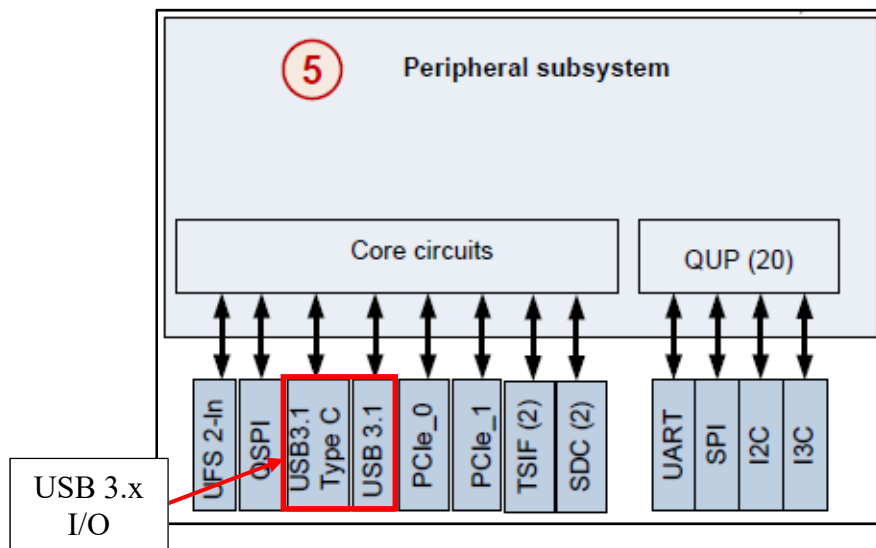 5
Peripheral subsystem
Core circuits
QUP (20)
UFS 2-ln
QSPI
USB3.1
Type C
USB 3.1
PCIe_0
PCIe_1
TSIF (2)
SDC (2)
UART
SPI
I2C
I3C
USB 3.x
I/O